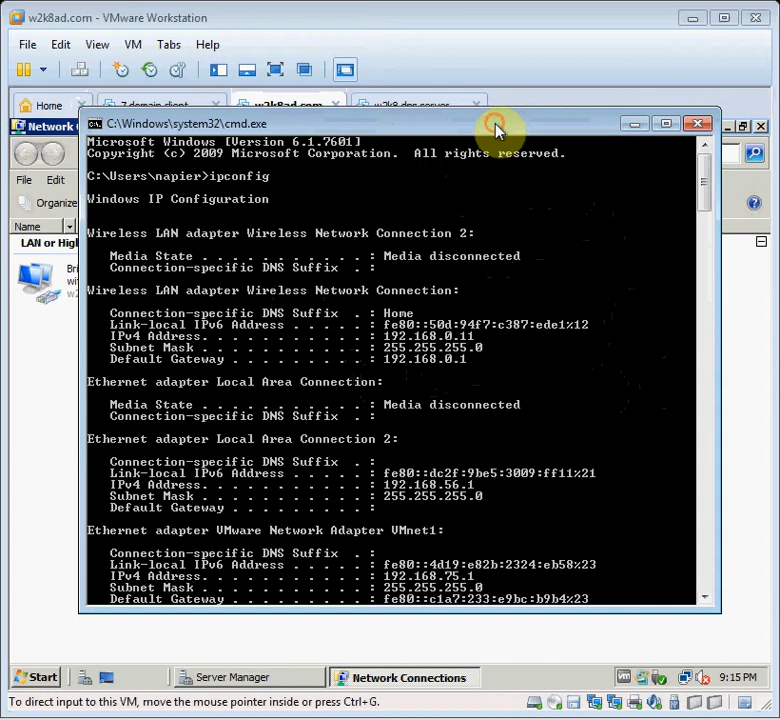 w2k8ad.com - VMware Workstation
File Edit View VM Tabs Help
Home 7 domain client w2k8ad.com w2k8 dns server
Network C
C:\Windows\system32\cmd.exe
File Edit
Organize
Name
LAN or High
Bri
Microsoft Windows [Version 6.1.7601]
Copyright (c) 2009 Microsoft Corporation.  All rights reserved.
C:\Users\napier>ipconfig
Windows IP Configuration
Wireless LAN adapter Wireless Network Connection 2:
Media State . . . . . . . . . . . : Media disconnected
Connection-specific DNS Suffix  . :
Wireless LAN adapter Wireless Network Connection:
Connection-specific DNS Suffix  . : Home
Link-local IPv6 Address . . . . . : fe80::50d:94f7:c387:ede1%12
IPv4 Address. . . . . . . . . . . : 192.168.0.11
Subnet Mask . . . . . . . . . . . : 255.255.255.0
Default Gateway . . . . . . . . . : 192.168.0.1
Ethernet adapter Local Area Connection:
Media State . . . . . . . . . . . : Media disconnected
Connection-specific DNS Suffix  . :
Ethernet adapter Local Area Connection 2:
Connection-specific DNS Suffix  . :
Link-local IPv6 Address . . . . . : fe80::dc2f:9be5:3009:ff11%21
IPv4 Address. . . . . . . . . . . : 192.168.56.1
Subnet Mask . . . . . . . . . . . : 255.255.255.0
Default Gateway . . . . . . . . . :
Ethernet adapter VMware Network Adapter VMnet1:
Connection-specific DNS Suffix  . :
Link-local IPv6 Address . . . . . : fe80::4d19:e82b:2324:eb58%23
IPv4 Address. . . . . . . . . . . : 192.168.75.1
Subnet Mask . . . . . . . . . . . : 255.255.255.0
Default Gateway . . . . . . . . . : fe80::c1a7:233:e9bc:b9b4%23
Start Server Manager Network Connections 9:15 PM
To direct input to this VM, move the mouse pointer inside or press Ctrl+G.